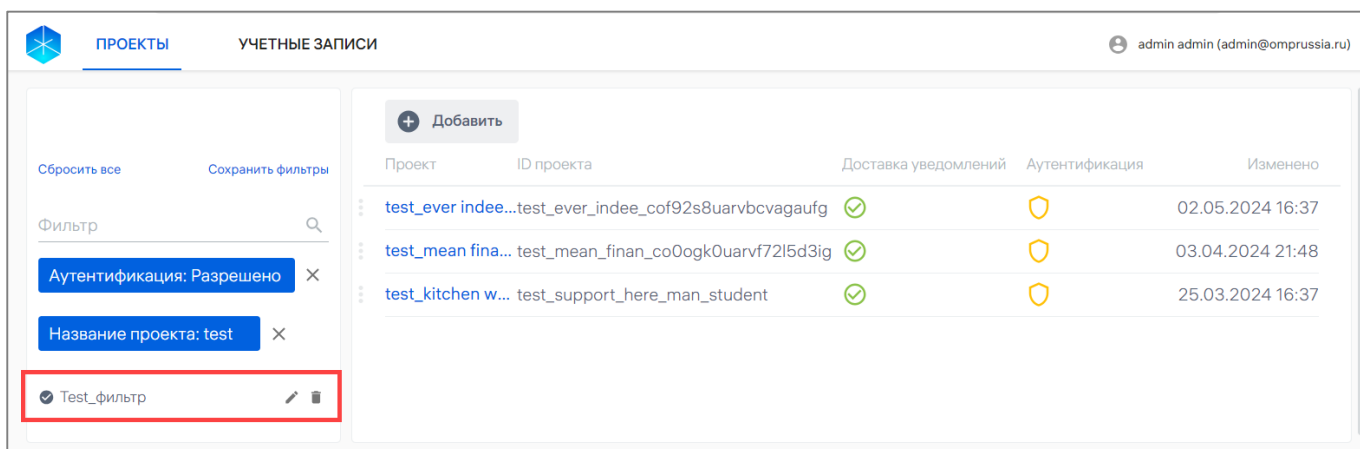 ПРОЕКТЫ УЧЕТНЫЕ ЗАПИСИ admin admin (admin@omprussia.ru)
Сбросить все Сохранить фильтры
Фильтр
Аутентификация: Разрешено
Название проекта: test
Test_фильтр
Добавить
Проект ID проекта Доставка уведомлений Аутентификация Изменено
test_ever indee... test_ever_indee_cof92s8uarvbcvagaufg 02.05.2024 16:37
test_mean fina... test_mean_finan_co0ogk0uarvf72l5d3ig 03.04.2024 21:48
test_kitchen w... test_support_here_man_student 25.03.2024 16:37